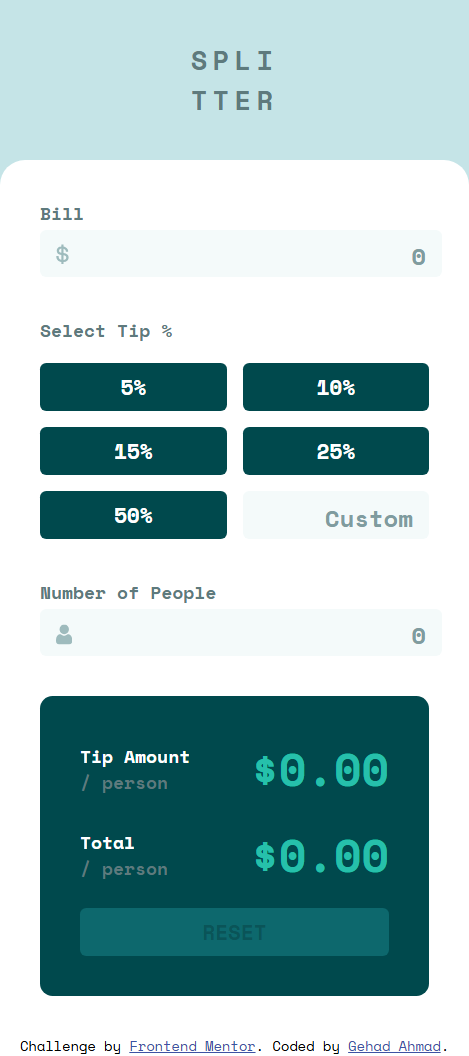 SPLI
TTER
Bill
$ 0
Select Tip %
5% 10%
15% 25%
50% Custom
Number of People
0
Tip Amount
/ person
$0.00
Total
/ person
$0.00
RESET
Challenge by Frontend Mentor. Coded by Gehad Ahmad.